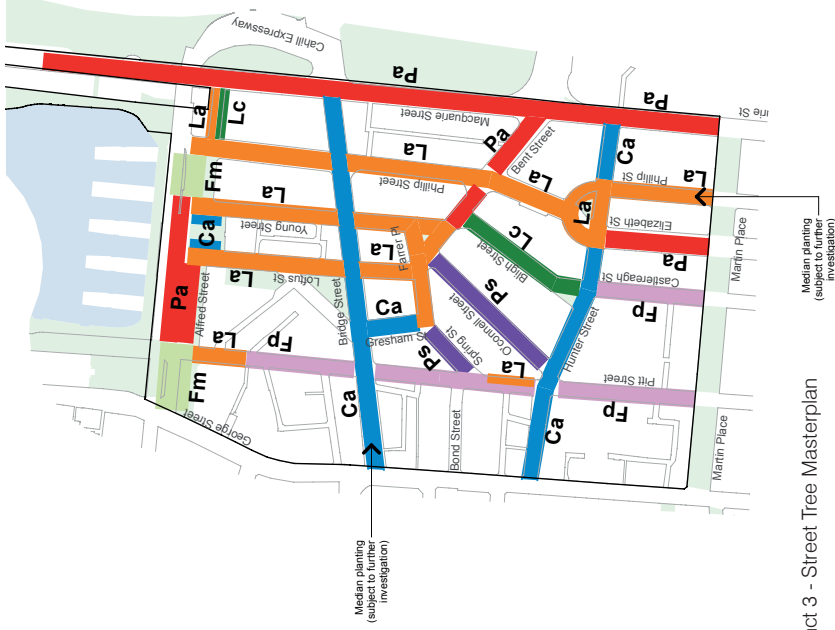 Cahill Expressway
Pa
La
Lc
Macquarie Street
Pa
irie St
Pa
Bent Street
Fm
La
Phillip Street
La
Ca
La
Phillip St
La
La
Young Street
Ca
Farrer Pl
La
Lc
Bligh Street
Elizabeth St
Pa
Martin Place
Pa
Alfred Street
La
Loftus St
Bridge Street
Ca
Gresham St
Ps
O'connell Street
Castlereagh St
Fp
Hunter Street
Fm
La
Fp
Ps
Spring St
La
Pitt Street
Fp
George Street
Ca
Bond Street
Ca
Martin Place
Median planting
(subject to further
investigation)
Median planting
(subject to further
investigation)
ct 3 - Street Tree Masterplan